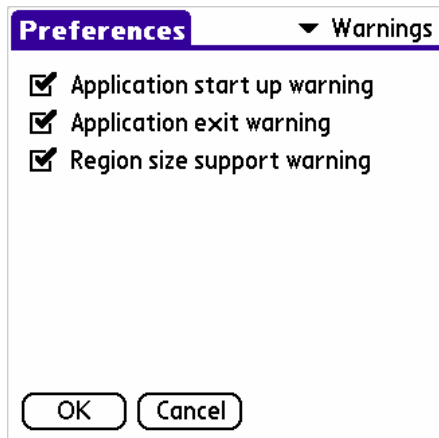 Preferences Warnings
Application start up warning
Application exit warning
Region size support warning
OK Cancel